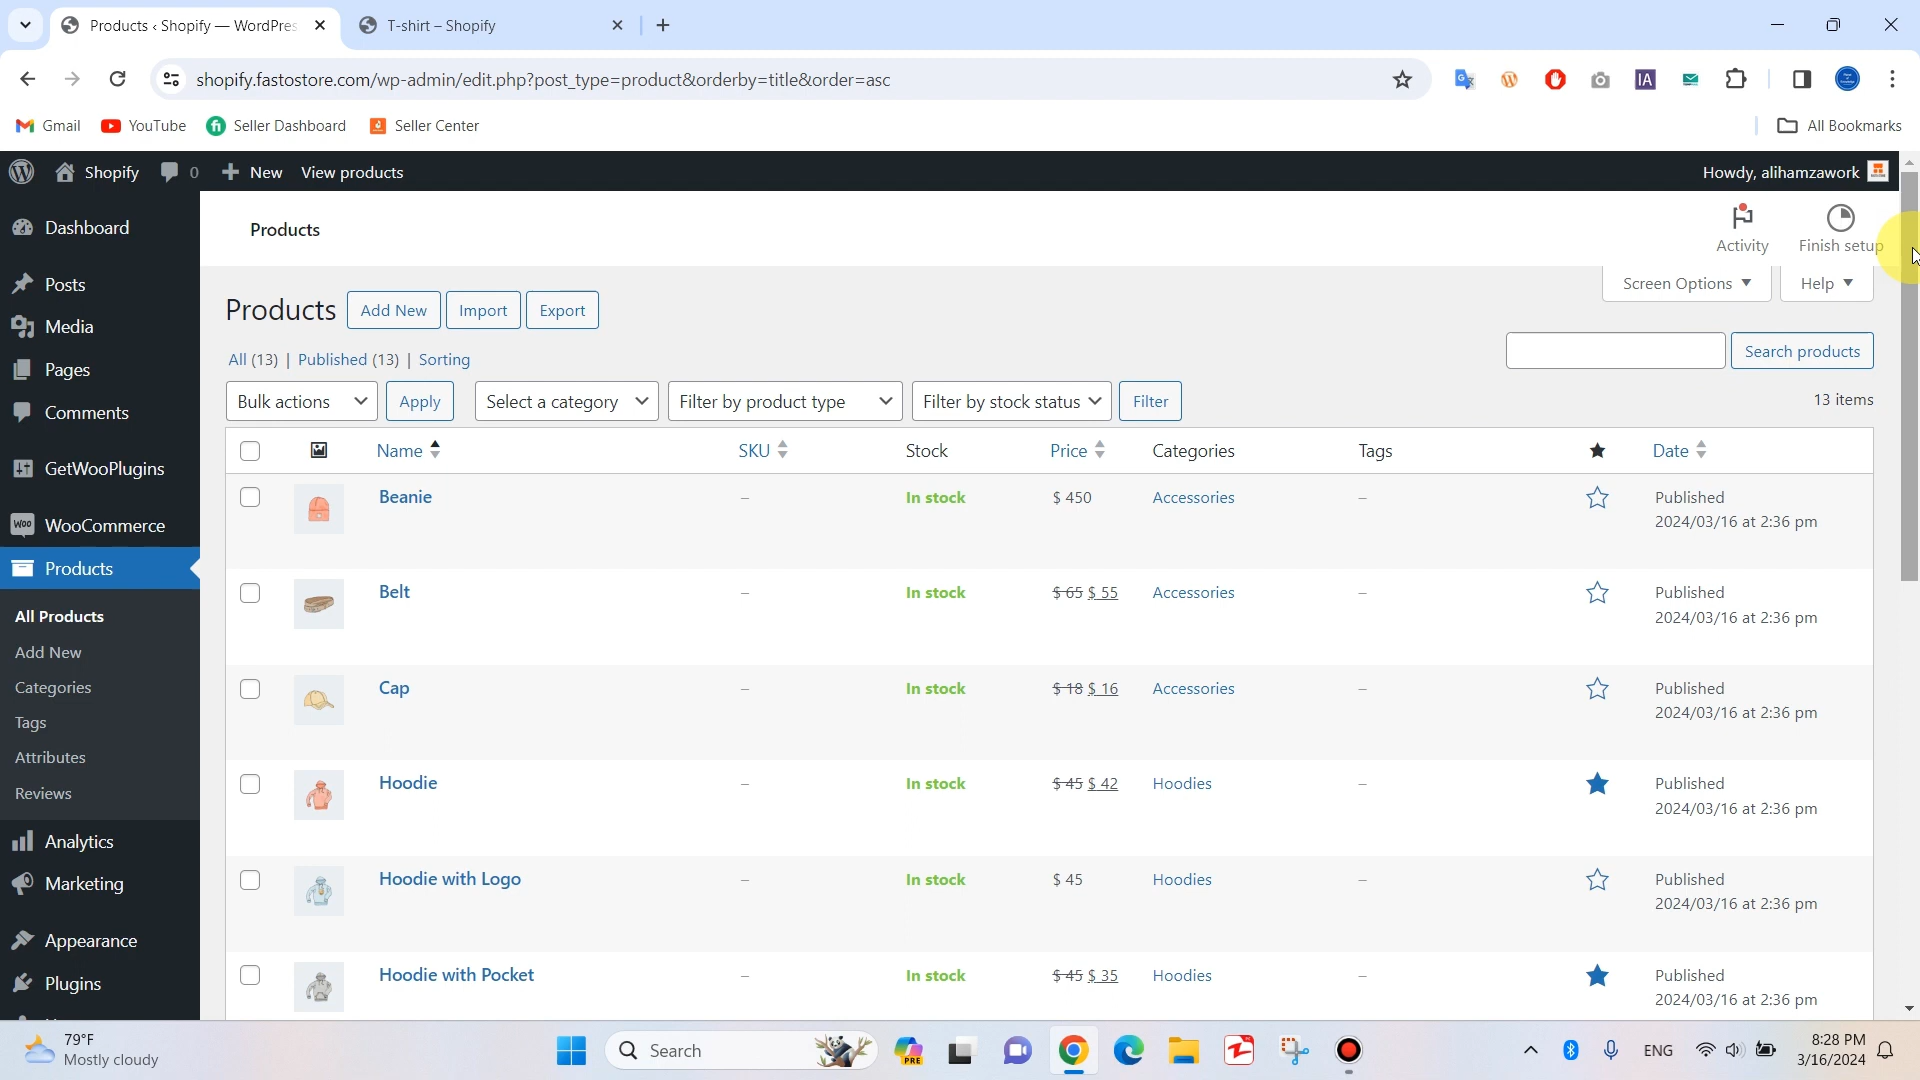 Products ‹ Shopify — WordPres
T-shirt – Shopify
shopify.fastostore.com/wp-admin/edit.php?post_type=product&orderby=title&order=asc
IA
Gmail YouTube fi Seller Dashboard Seller Center All Bookmarks
Shopify 0 New View products Howdy, alihamzawork
Products
Activity
Finish setup
Screen Options Help
Dashboard
Posts
Media
Pages
Comments
GetWooPlugins
Woo WooCommerce
Products
All Products
Add New
Categories
Tags
Attributes
Reviews
Analytics
Marketing
Appearance
Plugins
Products Add New Import Export
All (13) | Published (13) | Sorting
Search products
Bulk actions Apply Select a category Filter by product type Filter by stock status Filter 13 items
Name SKU Stock Price Categories Tags Date
Beanie – In stock $ 450 Accessories – Published
2024/03/16 at 2:36 pm
Belt – In stock $ 65 $ 55 Accessories – Published
2024/03/16 at 2:36 pm
Cap – In stock $ 18 $ 16 Accessories – Published
2024/03/16 at 2:36 pm
Hoodie – In stock $ 45 $ 42 Hoodies – Published
2024/03/16 at 2:36 pm
Hoodie with Logo – In stock $ 45 Hoodies – Published
2024/03/16 at 2:36 pm
Hoodie with Pocket – In stock $ 45 $ 35 Hoodies – Published
2024/03/16 at 2:36 pm
79°F
Mostly cloudy
Search
PRE
ENG
8:28 PM
3/16/2024